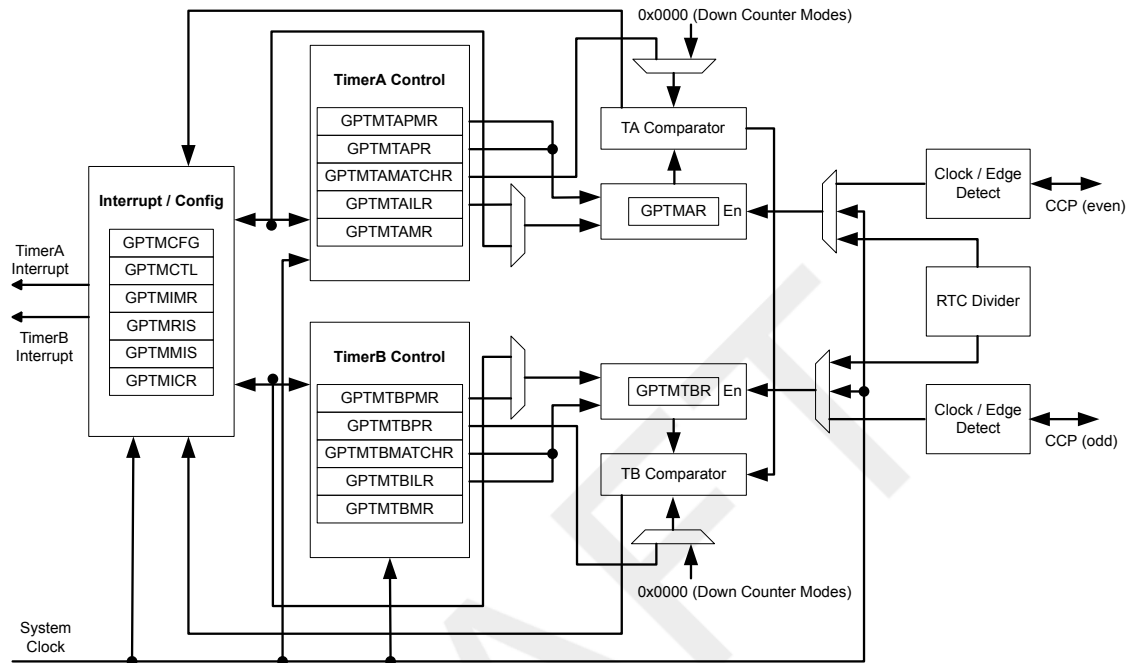 0x0000 (Down Counter Modes)
TimerA Control
GPTMTAPMR
GPTMTAPR
GPTMTAMATCHR
GPTMTAILR
GPTMTAMR
TA Comparator
GPTMAR
En
Clock / Edge
Detect
CCP (even)
Interrupt / Config
GPTMCFG
GPTMCTL
GPTMIMR
GPTMRIS
GPTMMIS
GPTMICR
TimerA
Interrupt
TimerB
Interrupt
RTC Divider
TimerB Control
GPTMTBPMR
GPTMTBPR
GPTMTBMATCHR
GPTMTBILR
GPTMTBMR
GPTMTBR
En
TB Comparator
Clock / Edge
Detect
CCP (odd)
0x0000 (Down Counter Modes)
System
Clock